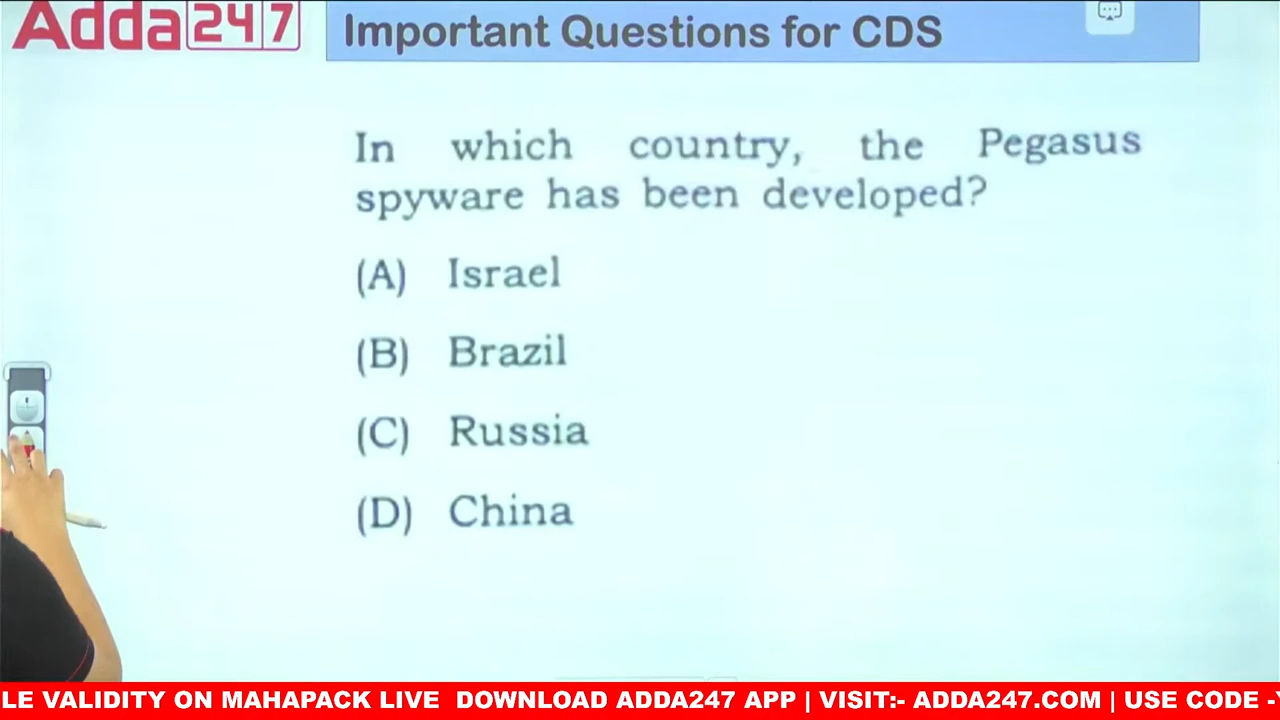 Adda247
Important Questions for CDS
In which country, the Pegasus
spyware has been developed?
(A) Israel
(B) Brazil
(C) Russia
(D) China
LE VALIDITY ON MAHAPACK LIVE DOWNLOAD ADDA247 APP | VISIT:- ADDA247.COM | USE CODE -